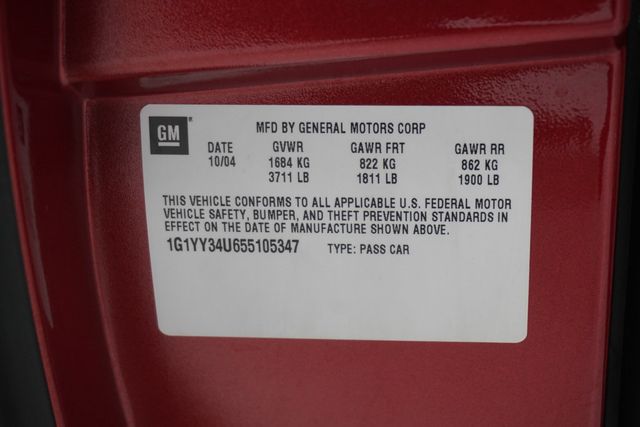 GM
MFD BY GENERAL MOTORS CORP
DATE GVWR GAWR FRT GAWR RR
10/04 1684 KG 822 KG 862 KG
3711 LB 1811 LB 1900 LB
THIS VEHICLE CONFORMS TO ALL APPLICABLE U.S. FEDERAL MOTOR
VEHICLE SAFETY, BUMPER, AND THEFT PREVENTION STANDARDS IN
EFFECT ON THE DATE OF MANUFACTURE SHOWN ABOVE.
1G1YY34U655105347 TYPE: PASS CAR